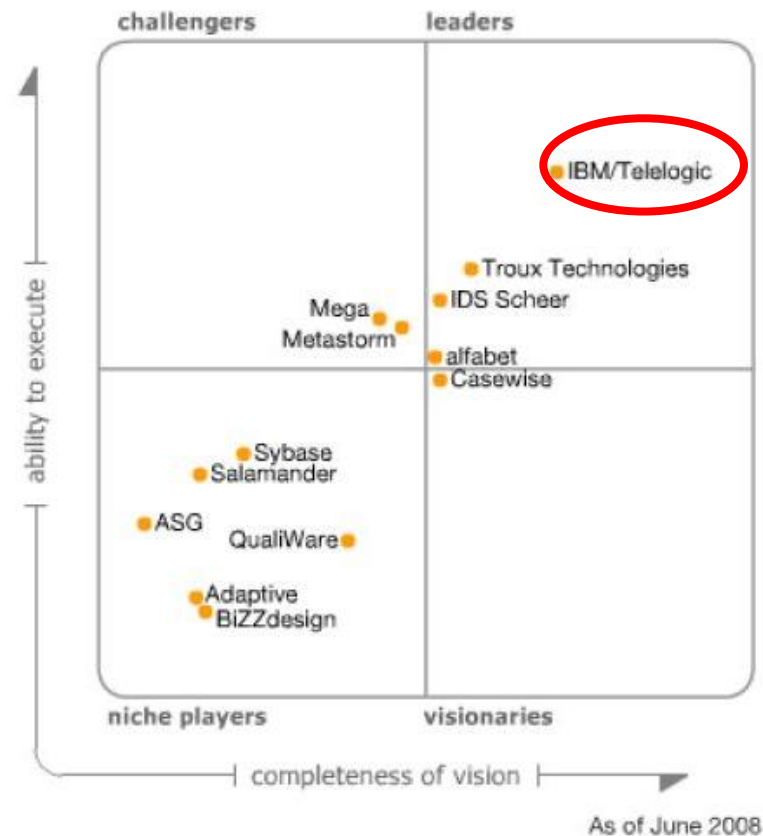 challengers
leaders
IBM/Telelogic
Troux Technologies
IDS Scheer
Mega
Metastorm
alfabet
Casewise
Sybase
Salamander
ASG
QualiWare
Adaptive
BiZZdesign
ability to execute
niche players
visionaries
completeness of vision
As of June 2008